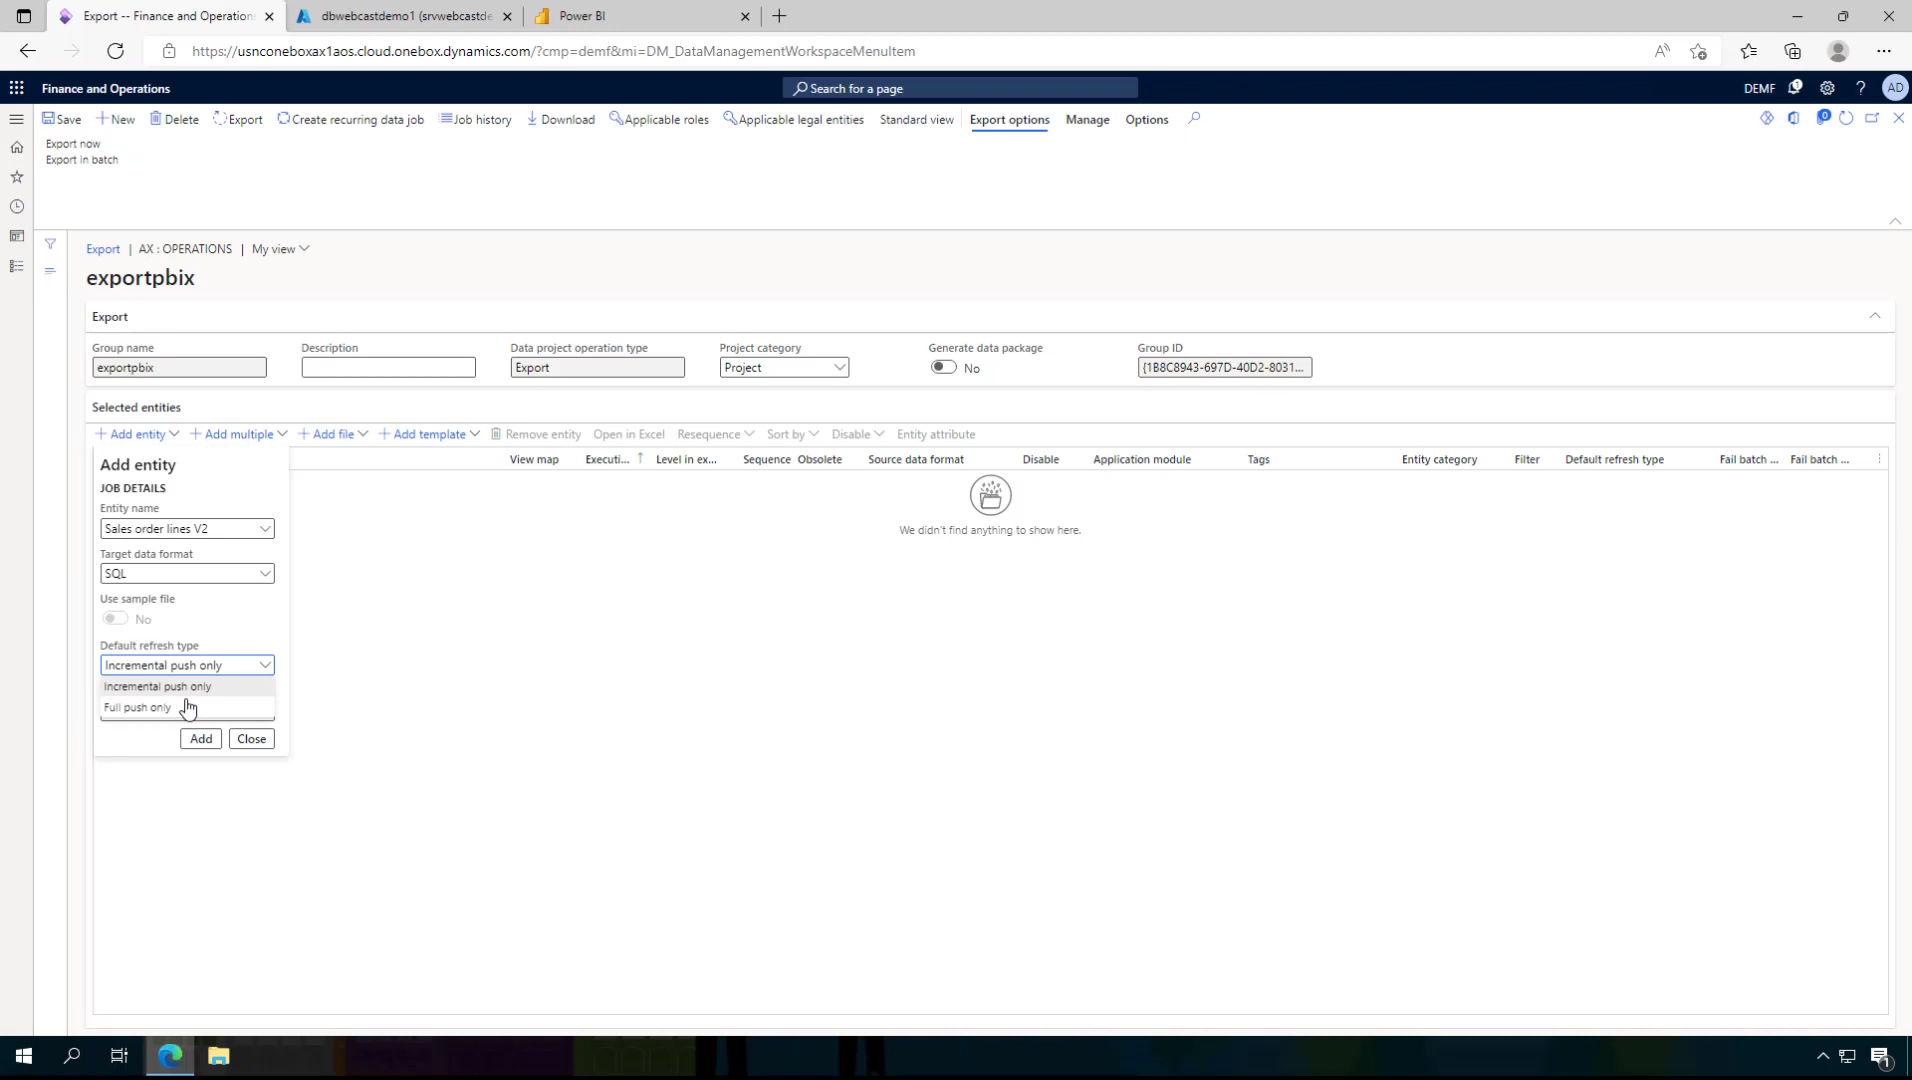 Export -- Finance and Operation
dbwebcastdemo1 (srvwebcastde
Power BI
https://usnconeboxax1aos.cloud.onebox.dynamics.com/?cmp=demf&mi=DM_DataManagementWorkspaceMenuItem
Finance and Operations
Search for a page
DEMF
1
?
AD
Save
New
Delete
Export
Create recurring data job
Job history
Download
Applicable roles
Applicable legal entities
Standard view
Export options
Manage
Options
0
Export now
Export in batch
Export | AX : OPERATIONS | My view
exportpbix
Export
Group name
Description
Data project operation type
Project category
Generate data package
Group ID
exportpbix
Export
Project
No
{1B8C8943-697D-40D2-8031...
Selected entities
Add entity
Add multiple
Add file
Add template
Remove entity
Open in Excel
Resequence
Sort by
Disable
Entity attribute
View map
Executi...
Level in ex...
Sequence
Obsolete
Source data format
Disable
Application module
Tags
Entity category
Filter
Default refresh type
Fail batch ...
Fail batch ...
We didn't find anything to show here.
Add entity
JOB DETAILS
Entity name
Sales order lines V2
Target data format
SQL
Use sample file
No
Default refresh type
Incremental push only
Incremental push only
Full push only
Add
Close
1